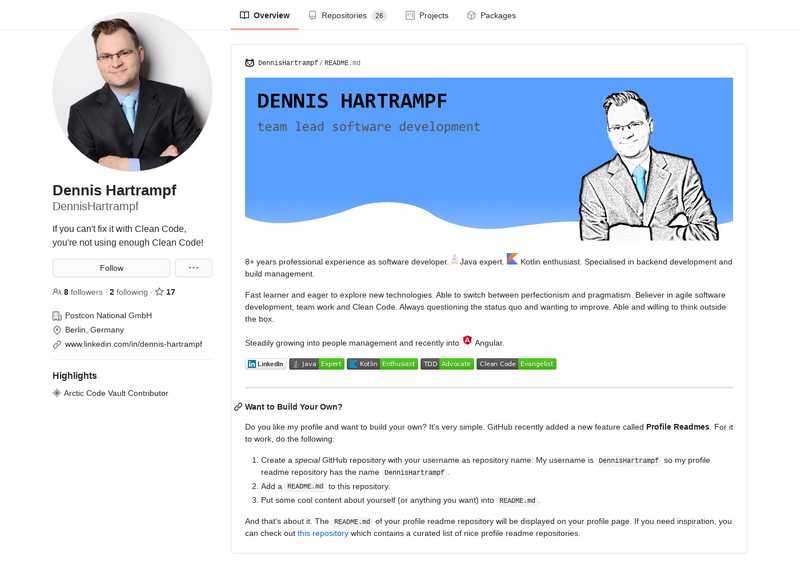 Overview Repositories 26 Projects Packages
Dennis Hartrampf
DennisHartrampf
If you can't fix it with Clean Code,
you're not using enough Clean Code!
Follow ...
8 followers · 2 following · 17
Postcon National GmbH
Berlin, Germany
www.linkedin.com/in/dennis-hartrampf
Highlights
Arctic Code Vault Contributor
DennisHartrampf/README.md
DENNIS HARTRAMPF
team lead software development
8+ years professional experience as software developer. Java expert. Kotlin enthusiast. Specialised in backend development and
build management.
Fast learner and eager to explore new technologies. Able to switch between perfectionism and pragmatism. Believer in agile software
development, team work and Clean Code. Always questioning the status quo and wanting to improve. Able and willing to think outside
the box.
Steadily growing into people management and recently into Angular.
LinkedIn Java Expert Kotlin Enthusiast TDD Advocate Clean Code Evangelist
Want to Build Your Own?
Do you like my profile and want to build your own? It's very simple. GitHub recently added a new feature called Profile Readmes. For it
to work, do the following:
1. Create a special GitHub repository with your username as repository name. My username is DennisHartrampf so my profile
readme repository has the name DennisHartrampf.
2. Add a README.md to this repository.
3. Put some cool content about yourself (or anything you want) into README.md.
And that's about it. The README.md of your profile readme repository will be displayed on your profile page. If you need inspiration, you
can check out this repository which contains a curated list of nice profile readme repositories.